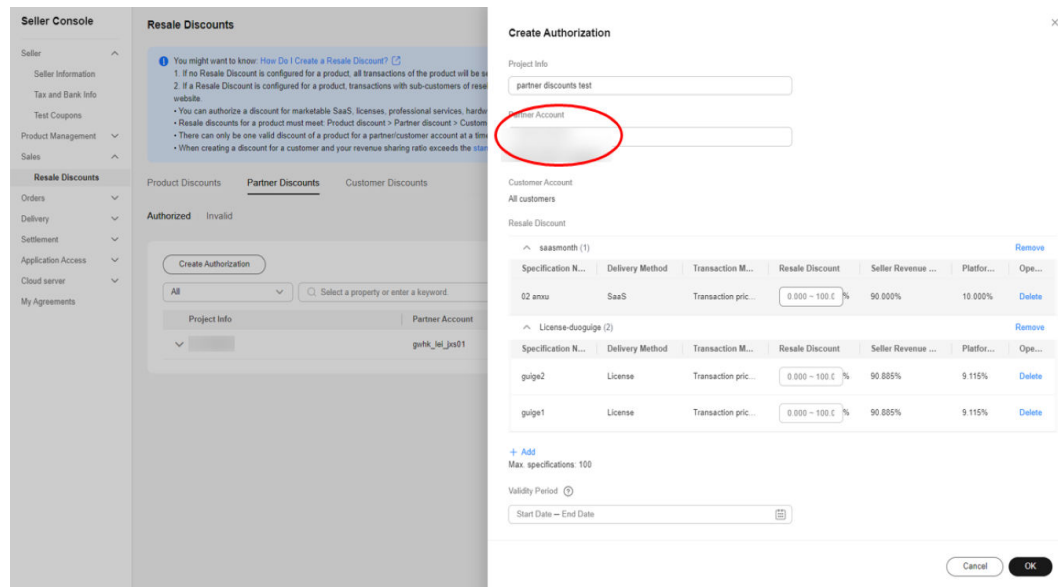 Seller Console
Seller
Seller Information
Tax and Bank Info
Test Coupons
Product Management
Sales
Resale Discounts
Orders
Delivery
Settlement
Application Access
Cloud server
My Agreements
Resale Discounts
You might want to know: How Do I Create a Resale Discount?
1. If no Resale Discount is configured for a product, all transactions of the product will be
2. If a Resale Discount is configured for a product, transactions with sub-customers of
website.
• You can authorize a discount for marketable SaaS, licenses, professional services,
• Resale discounts for a product must meet: Product discount > Partner discount >
• There can only be one valid discount of a product for a partner/customer account at a
• When creating a discount for a customer and your revenue sharing ratio exceeds the
Product Discounts Partner Discounts Customer Discounts
Authorized Invalid
Create Authorization
All Select a property or enter a keyword.
Project Info Partner Account
gwhk_lei_jxs01
Create Authorization
Project Info
partner discounts test
Partner Account
Customer Account
All customers
Resale Discount
saasmonth (1) Remove
Specification N... Delivery Method Transaction M... Resale Discount Seller Revenue ... Platfor... Ope...
02 anxu SaaS Transaction pric... 0.000 ~ 100.0 % 90.000% 10.000% Delete
License-duoguige (2) Remove
Specification N... Delivery Method Transaction M... Resale Discount Seller Revenue ... Platfor... Ope...
guige2 License Transaction pric... 0.000 ~ 100.0 % 90.885% 9.115% Delete
guige1 License Transaction pric... 0.000 ~ 100.0 % 90.885% 9.115% Delete
+ Add
Max. specifications: 100
Validity Period
Start Date – End Date
Cancel OK